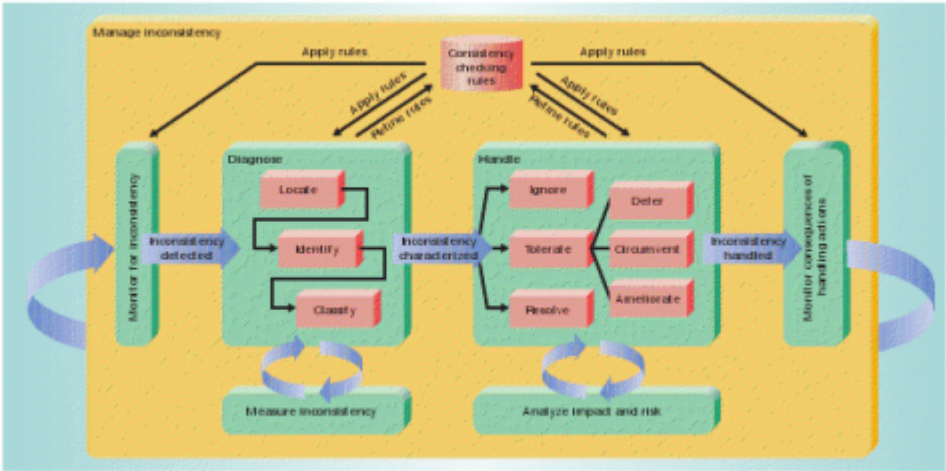 Manage inconsistency
Apply rules
Consistency
checking
rules
Apply rules
Apply rules
Refine rules
Apply rules
Refine rules
Monitor for inconsistency
Inconsistency
detected
Diagnose
Locate
Identify
Classify
Inconsistency
characterized
Handle
Ignore
Tolerate
Resolve
Defer
Circumvent
Ameliorate
Inconsistency
handled
Monitor consequences of
handling actions
Measure inconsistency
Analyze impact and risk